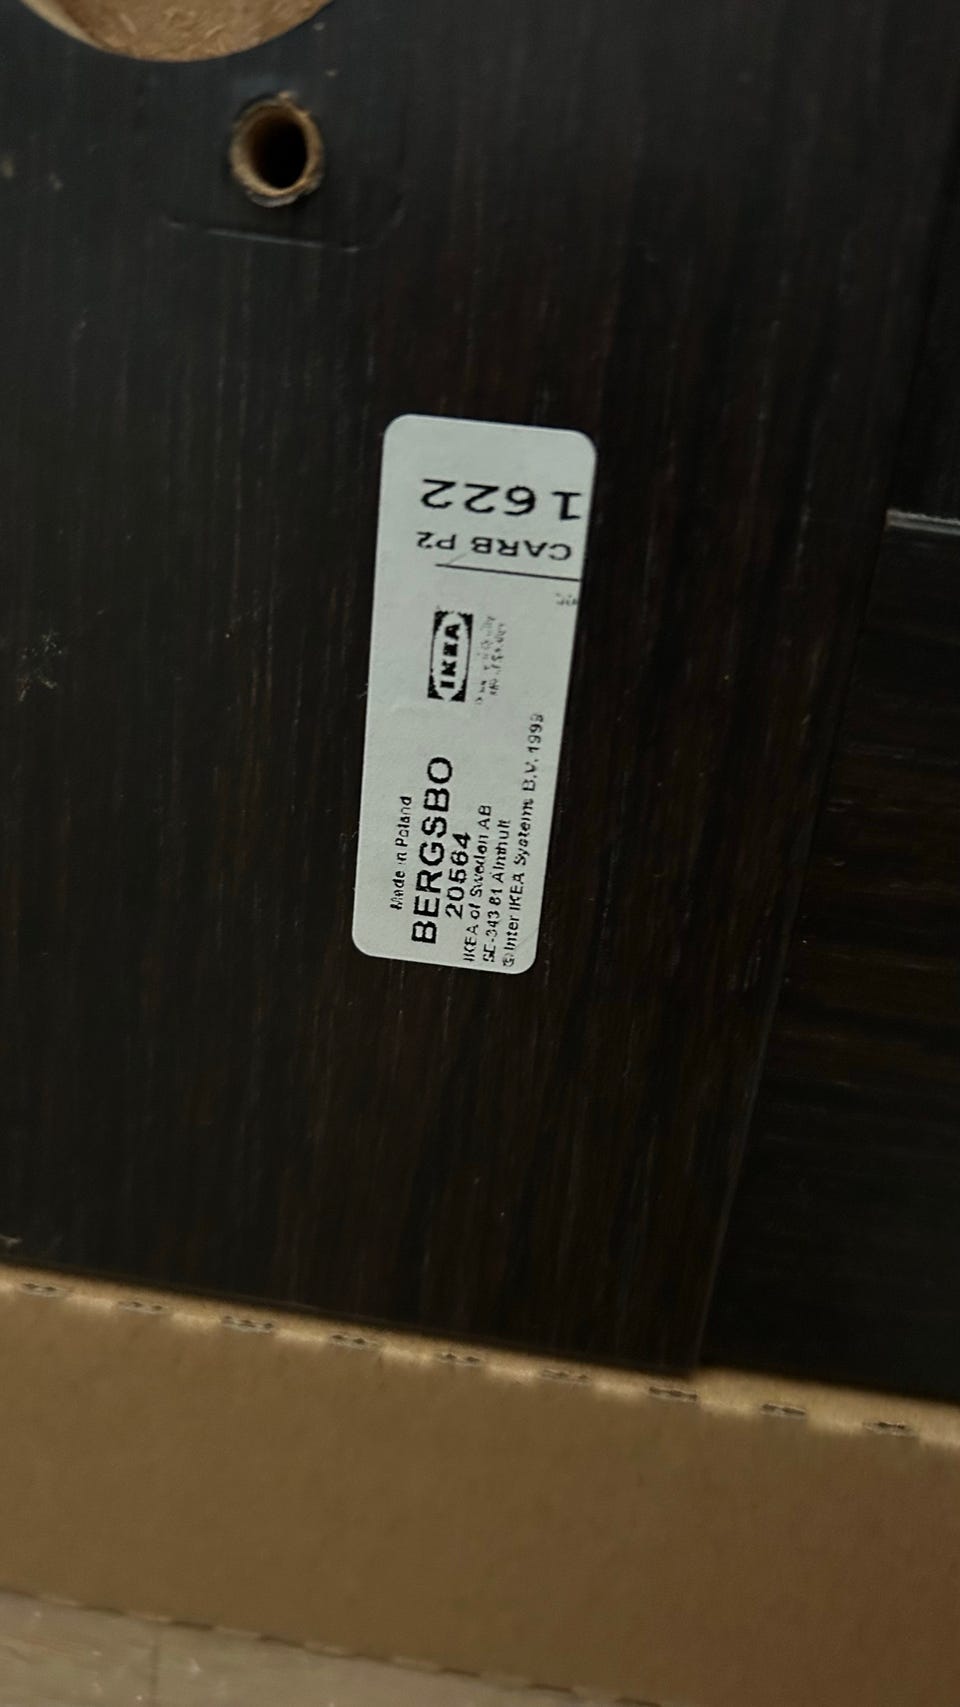 Made in Poland
BERGSBO
20564
IKEA of Sweden AB
SE-343 81 Älmhult
© Inter IKEA Systems B.V. 1999
IKEA
CARB P2
1622